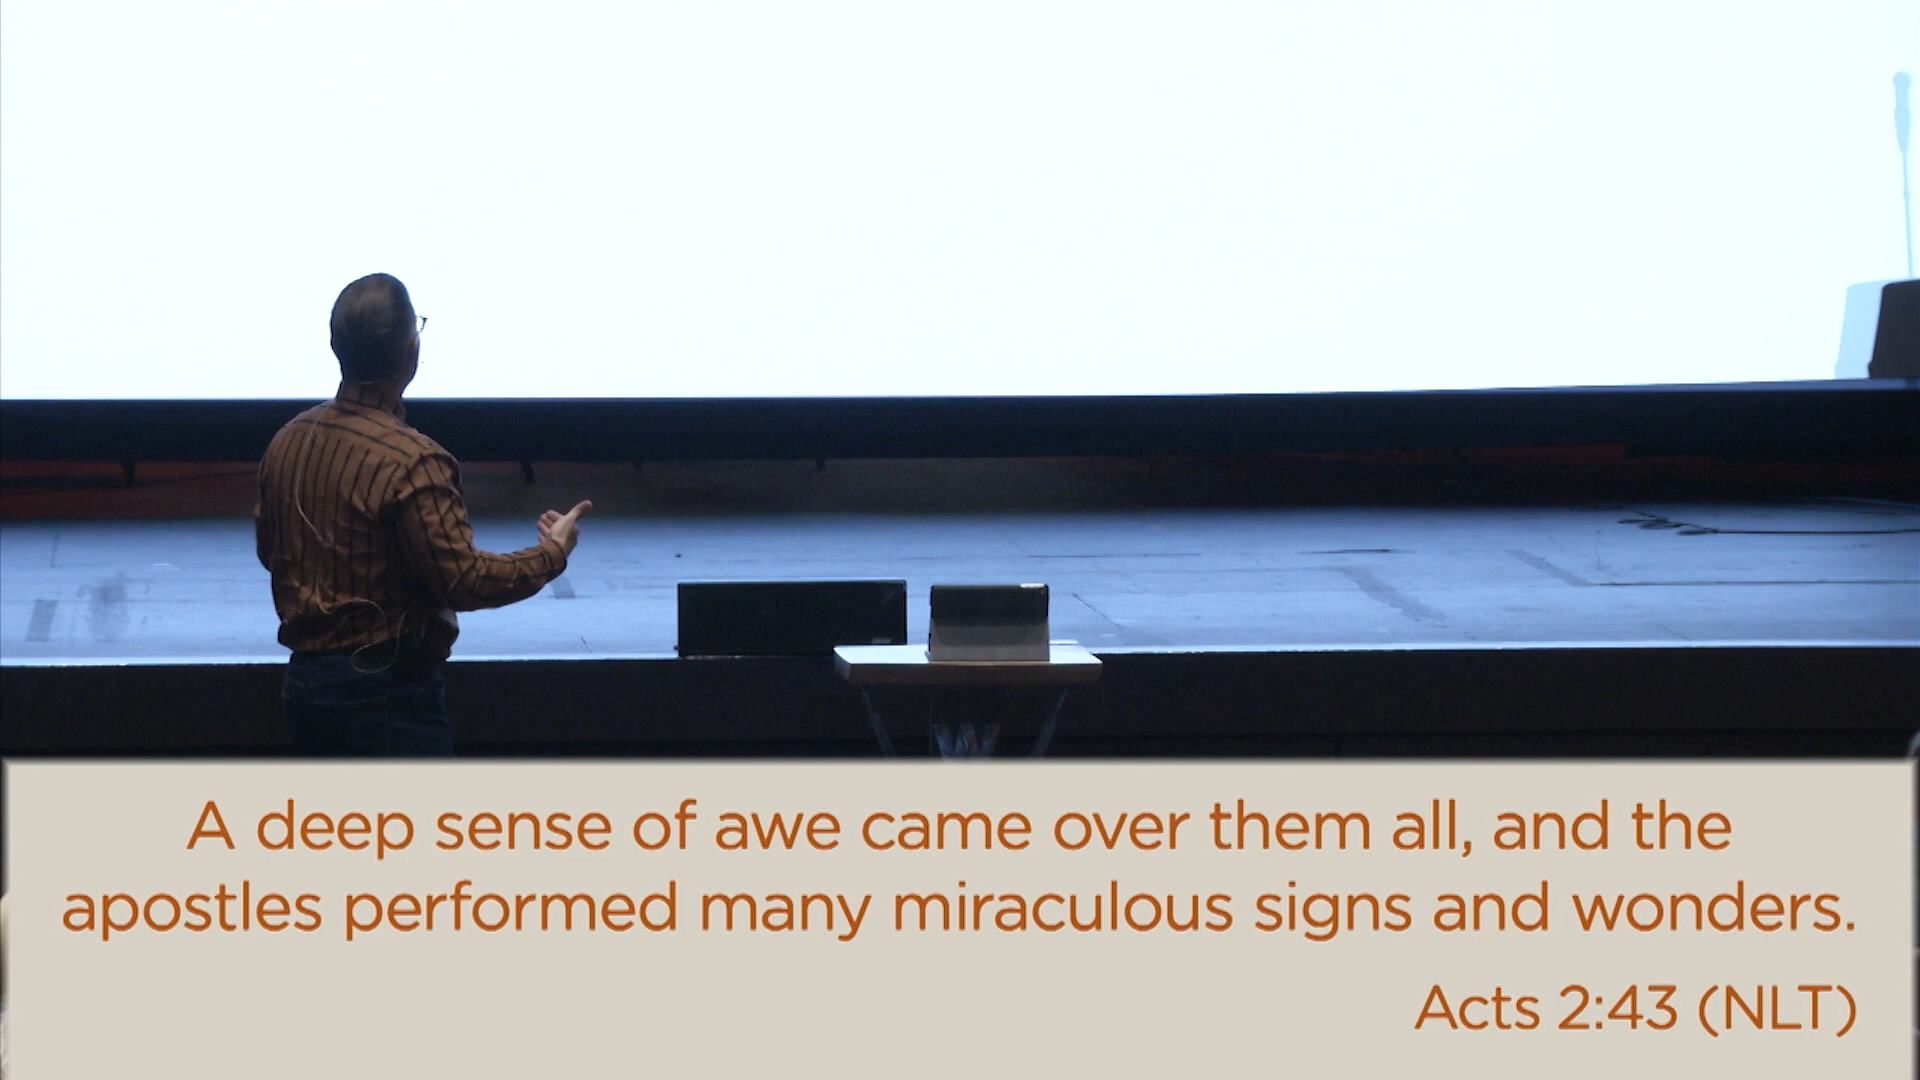 A deep sense of awe came over them all, and the
apostles performed many miraculous signs and wonders.
Acts 2:43 (NLT)